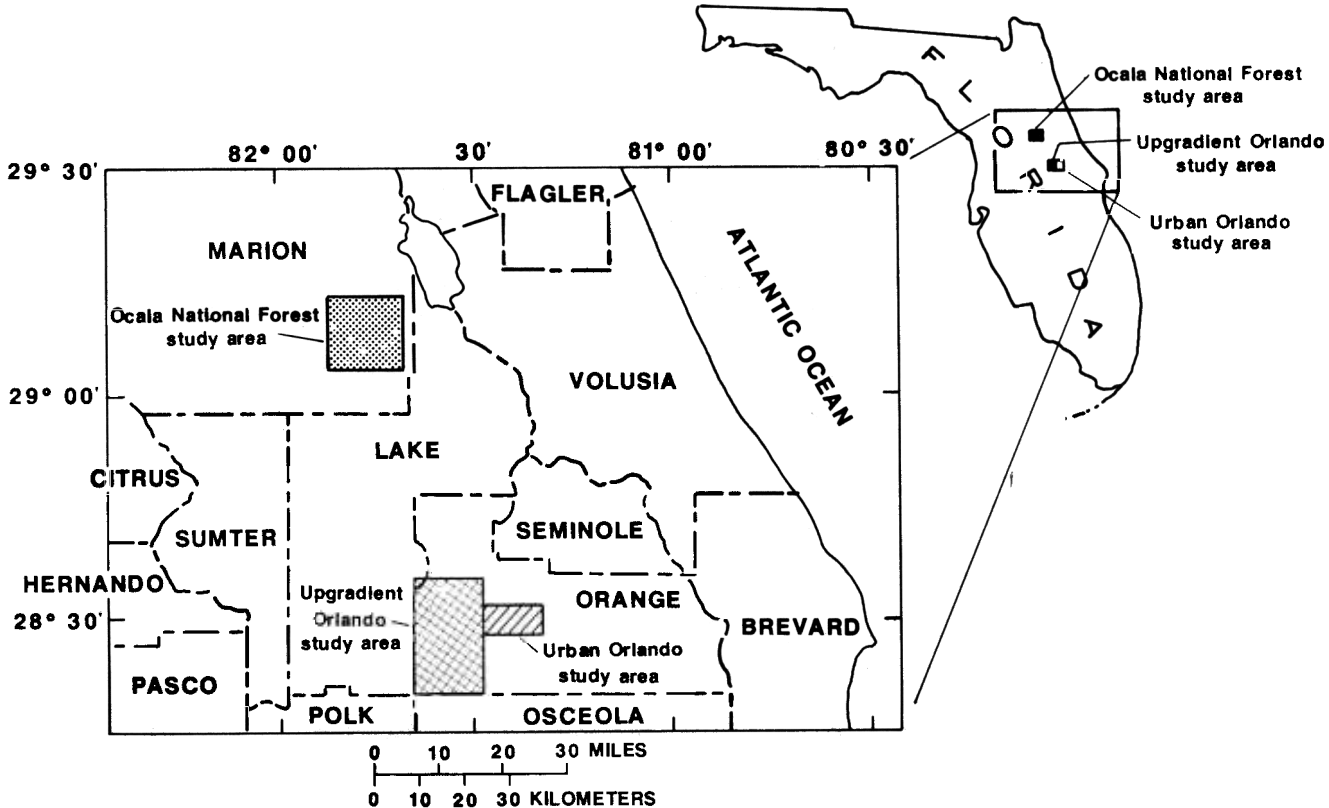 F L O R I D A
Ocala National Forest
study area
Upgradient Orlando
study area
Urban Orlando
study area
82° 00' 30' 81° 00' 80° 30'
29° 30'
FLAGLER
MARION
ATLANTIC OCEAN
Ocala National Forest
study area
VOLUSIA
29° 00'
LAKE
CITRUS
SUMTER
SEMINOLE
HERNANDO
Upgradient
Orlando
study area
ORANGE
28° 30'
BREVARD
Urban Orlando
study area
PASCO
POLK
OSCEOLA
0 10 20 30 MILES
0 10 20 30 KILOMETERS